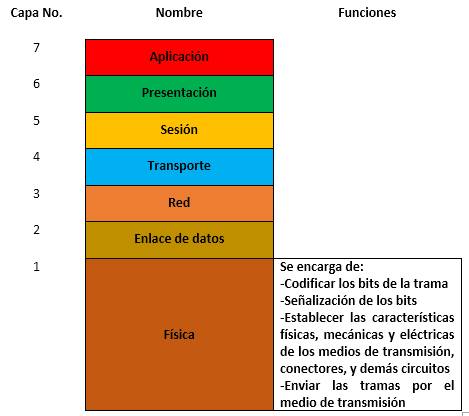 Capa No. Nombre Funciones
7 Aplicación
6 Presentación
5 Sesión
4 Transporte
3 Red
2 Enlace de datos
1 Física
Se encarga de:
-Codificar los bits de la trama
-Señalización de los bits
-Establecer las características
físicas, mecánicas y eléctricas
de los medios de transmisión,
conectores, y demás circuitos
-Enviar las tramas por el
medio de transmisión